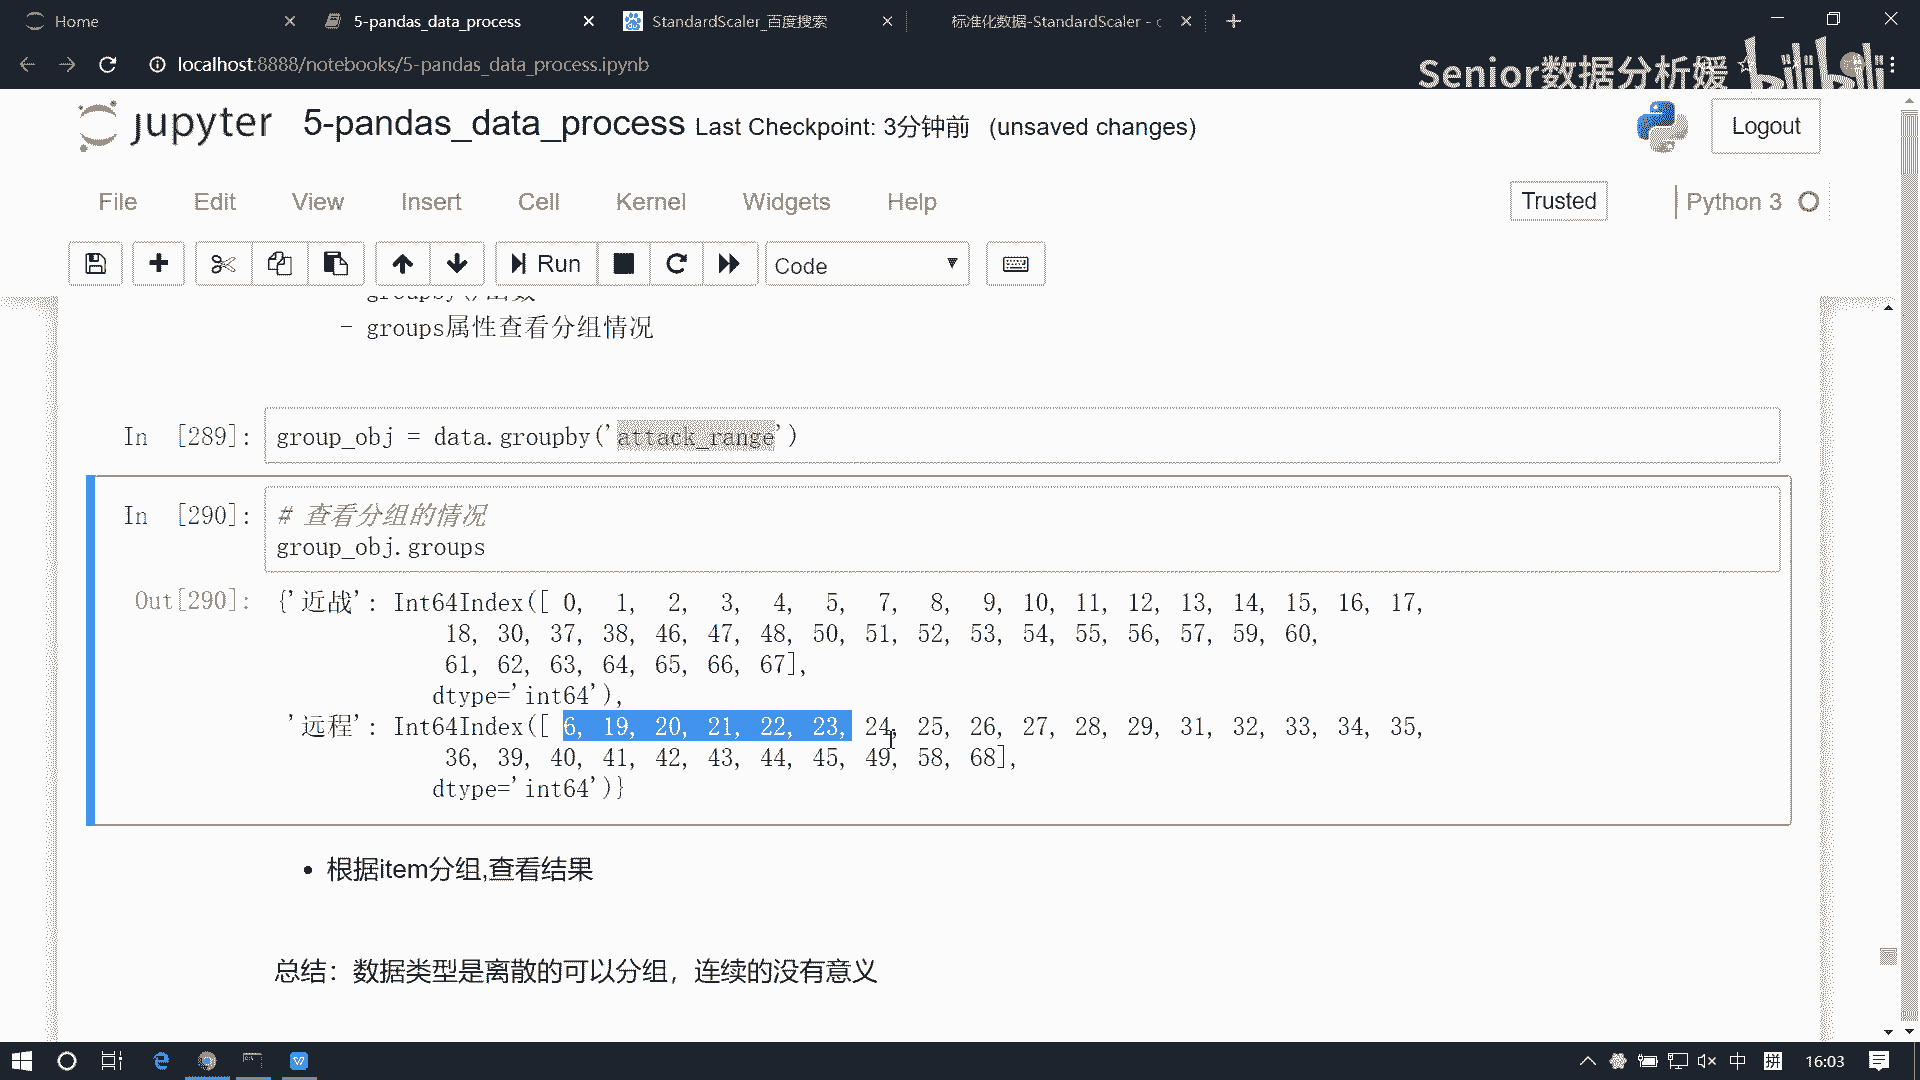 Home
5-pandas_data_process
StandardScaler_百度搜索
标准化数据-StandardScaler - c
localhost:8888/notebooks/5-pandas_data_process.ipynb
Senior数据分析媛 bilibili
jupyter 5-pandas_data_process Last Checkpoint: 3分钟前 (unsaved changes)
Logout
File Edit View Insert Cell Kernel Widgets Help
Trusted
Python 3
Run
Code
- groups属性查看分组情况
In [289]: group_obj = data.groupby('attack_range')
In [290]: # 查看分组的情况
group_obj.groups
Out[290]: {'近战': Int64Index([ 0, 1, 2, 3, 4, 5, 7, 8, 9, 10, 11, 12, 13, 14, 15, 16, 17,
18, 30, 37, 38, 46, 47, 48, 50, 51, 52, 53, 54, 55, 56, 57, 59, 60,
61, 62, 63, 64, 65, 66, 67],
dtype='int64'),
'远程': Int64Index([ 6, 19, 20, 21, 22, 23, 24, 25, 26, 27, 28, 29, 31, 32, 33, 34, 35,
36, 39, 40, 41, 42, 43, 44, 45, 49, 58, 68],
dtype='int64')}
• 根据item分组,查看结果
总结：数据类型是离散的可以分组，连续的没有意义
中
拼
16:03